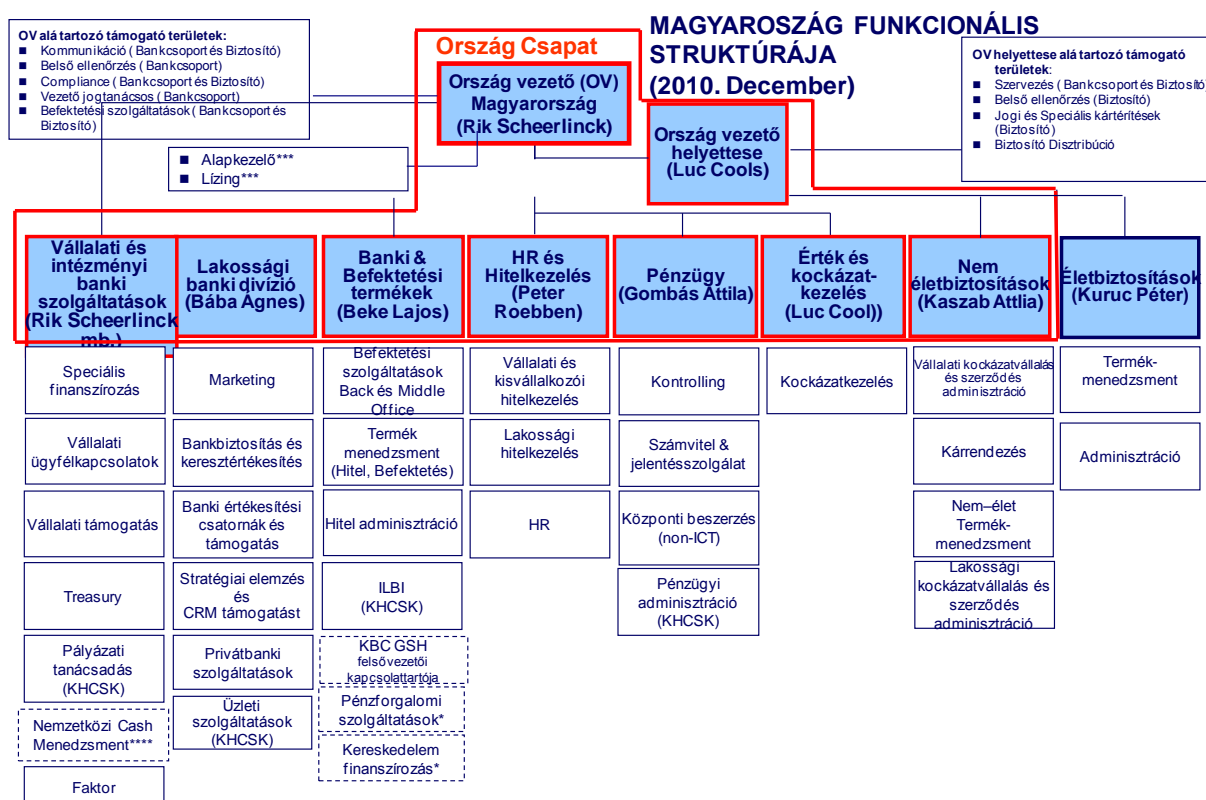 MAGYAROSZÁG FUNKCIONÁLIS
STRUKTÚRÁJA
(2010. December)
OV alá tartozó támogató területek:
Kommunikáció ( Bankcsoport és Biztosító)
Belső ellenőrzés ( Bankcsoport)
Compliance ( Bankcsoport és Biztosító)
Vezető jogtanácsos ( Bankcsoport)
Befektetési szolgáltatások ( Bankcsoport és
Biztosító)
Ország Csapat
Ország vezető (OV)
Magyarország
(Rik Scheerlinck)
Ország vezető
helyettese
(Luc Cools)
OV helyettese alá tartozó támogató
területek:
Szervezés ( Bankcsoport és Biztosító)
Belső ellenőrzés (Biztosító)
Jogi és Speciális kártérítések
(Biztosító)
Biztosító Disztribúció
Alapkezelő***
Lízing***
Vállalati és
intézményi
banki
szolgáltatások
(Rik Scheerlinck
mb.)
Speciális
finanszírozás
Vállalati
ügyfélkapcsolatok
Vállalati támogatás
Treasury
Pályázati
tanácsadás
(KHCSK)
Nemzetközi Cash
Menedzsment****
Faktor
Lakossági
banki divízió
(Bába Ágnes)
Marketing
Bankbiztosítás és
keresztértékesítés
Banki értékesítési
csatornák és
támogatás
Stratégiai elemzés
és
CRM támogatást
Privátbanki
szolgáltatások
Üzleti
szolgáltatások
(KHCSK)
Banki &
Befektetési
termékek
(Beke Lajos)
Befektetési
szolgáltatások
Back és Middle
Office
Termék
menedzsment
(Hitel, Befektetés)
Hitel adminisztráció
ILBI
(KHCSK)
KBC GSH
felsővezetői
kapcsolattartója
Pénzforgalomi
szolgáltatások*
Kereskedelem
finanszírozás*
HR és
Hitelkezelés
(Peter
Roebben)
Vállalati és
kisvállalkozói
hitelkezelés
Lakossági
hitelkezelés
HR
Pénzügy
(Gombás Attila)
Kontrolling
Számvitel &
jelentésszolgálat
Központi beszerzés
(non-ICT)
Pénzügyi
adminisztráció
(KHCSK)
Érték és
kockázat-
kezelés
(Luc Cool))
Kockázatkezelés
Nem
életbiztosítások
(Kaszab Attlia)
Vállalati kockázatvállalás
és szerződés
adminisztráció
Kárrendezés
Nem–élet
Termék-
menedzsment
Lakossági
kockázatvállalás és
szerződés
adminisztráció
Életbiztosítások
(Kuruc Péter)
Termék-
menedzsment
Adminisztráció